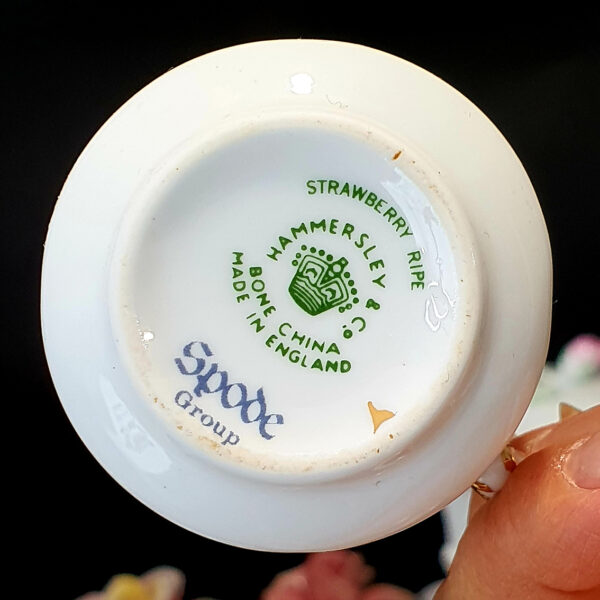 STRAWBERRY RIPE
HAMMERSLEY & Co
BONE CHINA
MADE IN ENGLAND
Spode
Group